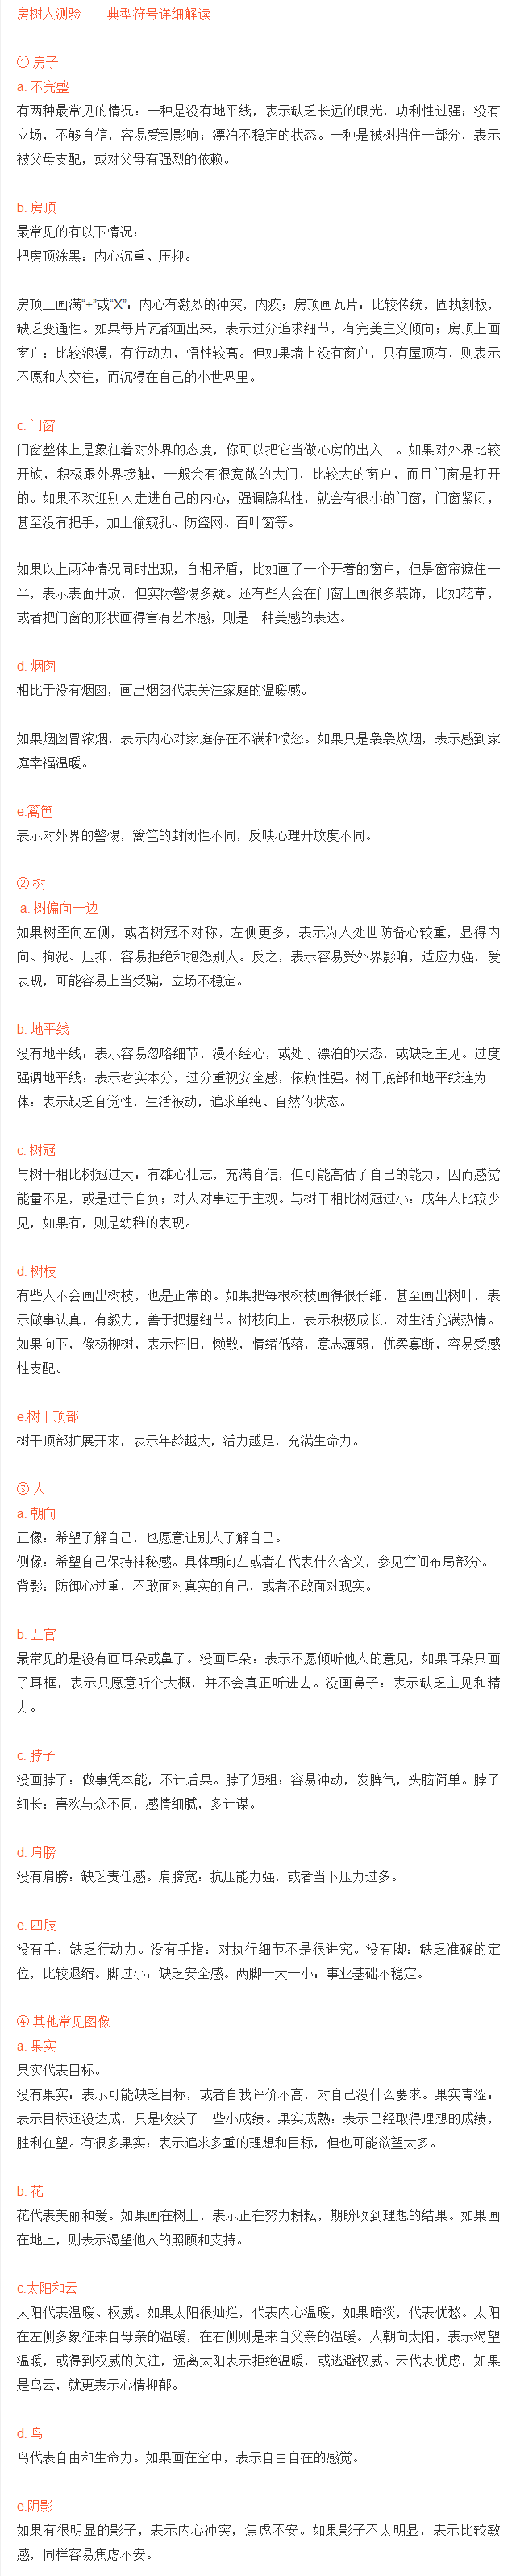 房树人测验——典型符号详细解读
① 房子
a. 不完整
有两种最常见的情况：一种是没有地平线，表示缺乏长远的眼光，功利性过强；没有
立场，不够自信，容易受到影响；漂泊不稳定的状态。一种是被树挡住一部分，表示
被父母支配，或对父母有强烈的依赖。
b. 房顶
最常见的有以下情况：
把房顶涂黑：内心沉重、压抑。
房顶上画满“+”或“X”：内心有激烈的冲突，内疚；房顶画瓦片：比较传统，固执刻板，
缺乏变通性。如果每片瓦都画出来，表示过分追求细节，有完美主义倾向；房顶上画
窗户：比较浪漫，有行动力，悟性较高。但如果墙上没有窗户，只有屋顶有，则表示
不愿和人交往，而沉浸在自己的小世界里。
c. 门窗
门窗整体上是象征着对外界的态度，你可以把它当做心房的出入口。如果对外界比较
开放，积极跟外界接触，一般会有很宽敞的大门，比较大的窗户，而且门窗是打开
的。如果不欢迎别人走进自己的内心，强调隐私性，就会有很小的门窗，门窗紧闭，
甚至没有把手，加上偷窥孔、防盗网、百叶窗等。
如果以上两种情况同时出现，自相矛盾，比如画了一个开着的窗户，但是窗帘遮住一
半，表示表面开放，但实际警惕多疑。还有些人会在门窗上画很多装饰，比如花草，
或者把门窗的形状画得富有艺术感，则是一种美感的表达。
d. 烟囱
相比于没有烟囱，画出烟囱代表关注家庭的温暖感。
如果烟囱冒浓烟，表示内心对家庭存在不满和愤怒。如果只是袅袅炊烟，表示感到家
庭幸福温暖。
e.篱笆
表示对外界的警惕，篱笆的封闭性不同，反映心理开放度不同。
② 树
a. 树偏向一边
如果树歪向左侧，或者树冠不对称，左侧更多，表示为人处世防备心较重，显得内
向、拘泥、压抑，容易拒绝和抱怨别人。反之，表示容易受外界影响，适应力强，爱
表现，可能容易上当受骗，立场不稳定。
b. 地平线
没有地平线：表示容易忽略细节，漫不经心，或处于漂泊的状态，或缺乏主见。过度
强调地平线：表示老实本分，过分重视安全感，依赖性强。树干底部和地平线连为一
体：表示缺乏自觉性，生活被动，追求单纯、自然的状态。
c. 树冠
与树干相比树冠过大：有雄心壮志，充满自信，但可能高估了自己的能力，因而感觉
能量不足，或是过于自负；对人对事过于主观。与树干相比树冠过小：成年人比较少
见，如果有，则是幼稚的表现。
d. 树枝
有些人不会画出树枝，也是正常的。如果把每根树枝画得很仔细，甚至画出树叶，表
示做事认真，有毅力，善于把握细节。树枝向上，表示积极成长，对生活充满热情。
如果向下，像杨柳树，表示怀旧，懒散，情绪低落，意志薄弱，优柔寡断，容易受感
性支配。
e.树干顶部
树干顶部扩展开来，表示年龄越大，活力越足，充满生命力。
③ 人
a. 朝向
正像：希望了解自己，也愿意让别人了解自己。
侧像：希望自己保持神秘感。具体朝向左或者右代表什么含义，参见空间布局部分。
背影：防御心过重，不敢面对真实的自己，或者不敢面对现实。
b. 五官
最常见的是没有画耳朵或鼻子。没画耳朵：表示不愿倾听他人的意见，如果耳朵只画
了耳框，表示只愿意听个大概，并不会真正听进去。没画鼻子：表示缺乏主见和精
力。
c. 脖子
没画脖子：做事凭本能，不计后果。脖子短粗：容易冲动，发脾气，头脑简单。脖子
细长：喜欢与众不同，感情细腻，多计谋。
d. 肩膀
没有肩膀：缺乏责任感。肩膀宽：抗压能力强，或者当下压力过多。
e. 四肢
没有手：缺乏行动力。没有手指：对执行细节不是很讲究。没有脚：缺乏准确的定
位，比较退缩。脚过小：缺乏安全感。两脚一大一小：事业基础不稳定。
④ 其他常见图像
a. 果实
果实代表目标。
没有果实：表示可能缺乏目标，或者自我评价不高，对自己没什么要求。果实青涩：
表示目标还没达成，只是收获了一些小成绩。果实成熟：表示已经取得理想的成绩，
胜利在望。有很多果实：表示追求多重的理想和目标，但也可能欲望太多。
b. 花
花代表美丽和爱。如果画在树上，表示正在努力耕耘，期盼收到理想的结果。如果画
在地上，则表示渴望他人的照顾和支持。
c.太阳和云
太阳代表温暖、权威。如果太阳很灿烂，代表内心温暖，如果暗淡，代表忧愁。太阳
在左侧多象征来自母亲的温暖，在右侧则是来自父亲的温暖。人朝向太阳，表示渴望
温暖，或得到权威的关注，远离太阳表示拒绝温暖，或逃避权威。云代表忧虑，如果
是乌云，就更表示心情抑郁。
d. 鸟
鸟代表自由和生命力。如果画在空中，表示自由自在的感觉。
e.阴影
如果有很明显的影子，表示内心冲突，焦虑不安。如果影子不太明显，表示比较敏
感，同样容易焦虑不安。